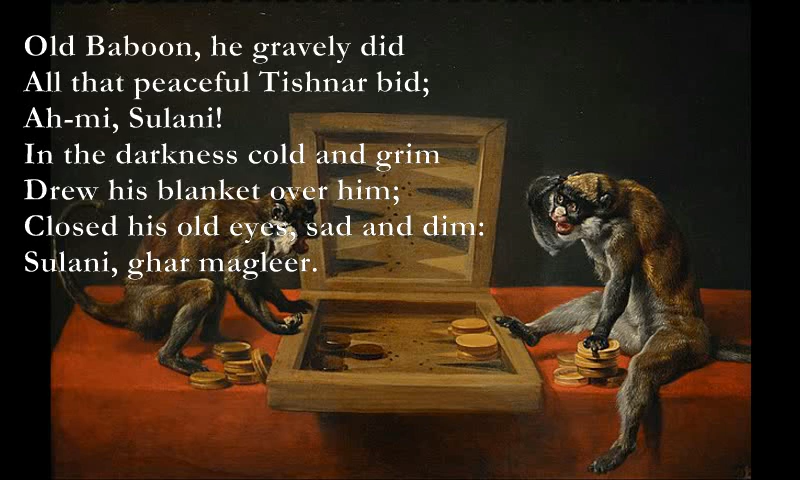 Old Baboon, he gravely did
All that peaceful Tishnar bid;
Ah-mi, Sulani!
In the darkness cold and grim
Drew his blanket over him;
Closed his old eyes, sad and dim:
Sulani, ghar magleer.